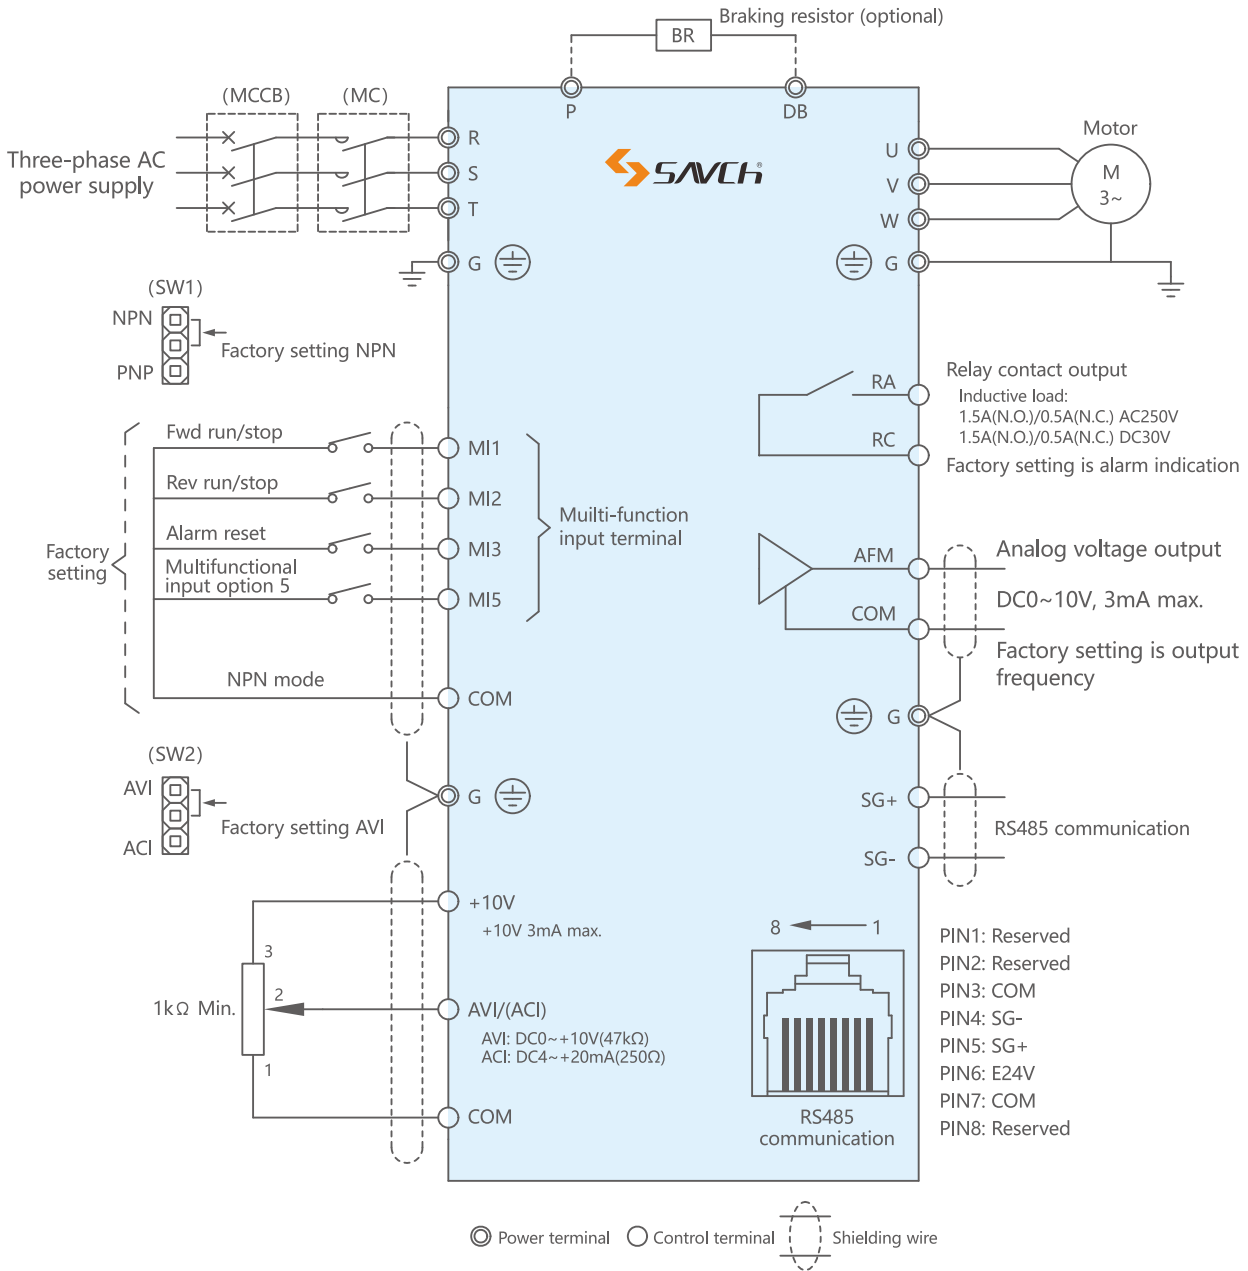 Braking resistor (optional)
BR
(MCCB)
(MC)
P
DB
Three-phase AC
power supply
R
S
T
G
SAVCH®
U
V
W
G
Motor
M
3~
(SW1)
NPN
PNP
Factory setting NPN
RA
RC
Relay contact output
Inductive load:
1.5A(N.O.)/0.5A(N.C.) AC250V
1.5A(N.O.)/0.5A(N.C.) DC30V
Factory setting is alarm indication
Factory
setting
Fwd run/stop
Rev run/stop
Alarm reset
Multifunctional
input option 5
NPN mode
MI1
MI2
MI3
MI5
COM
Muilti-function
input terminal
AFM
COM
Analog voltage output
DC0~10V, 3mA max.
Factory setting is output
frequency
G
(SW2)
AVI
ACI
Factory setting AVI
G
SG+
SG-
RS485 communication
+10V
+10V 3mA max.
3
2
1
1kΩ Min.
AVI/(ACI)
AVI: DC0~+10V(47kΩ)
ACI: DC4~+20mA(250Ω)
COM
8
1
RS485
communication
PIN1: Reserved
PIN2: Reserved
PIN3: COM
PIN4: SG-
PIN5: SG+
PIN6: E24V
PIN7: COM
PIN8: Reserved
Power terminal
Control terminal
Shielding wire